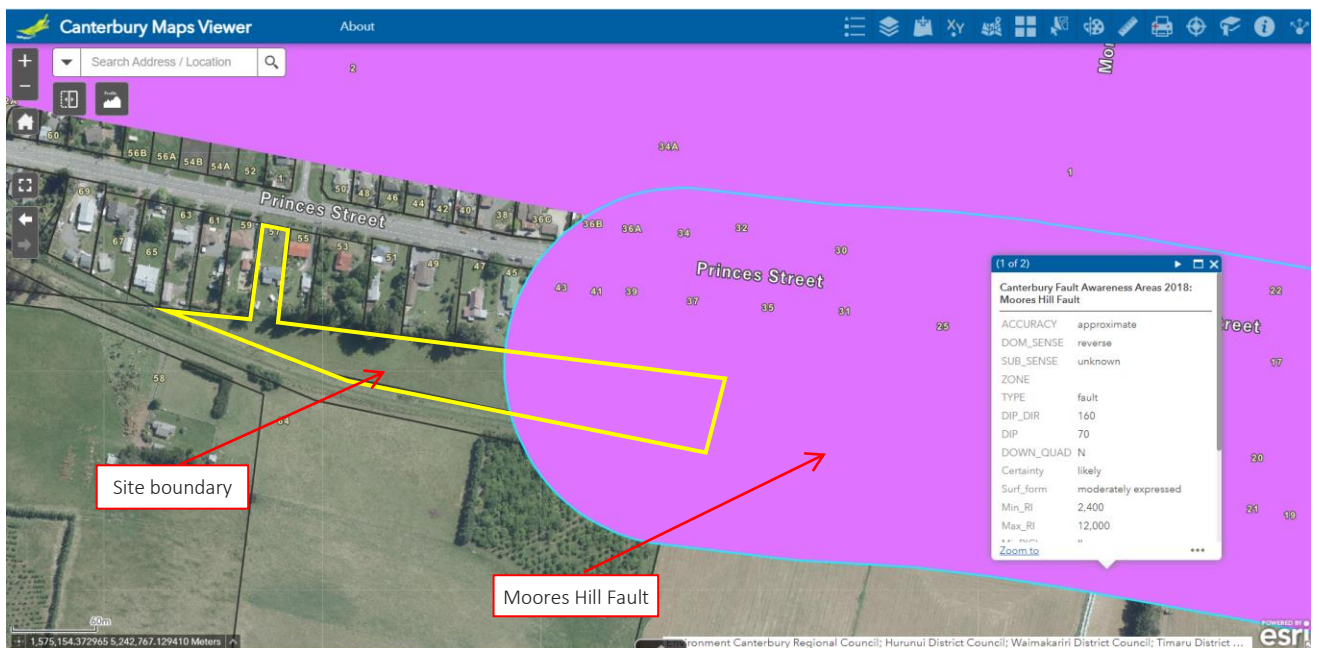 Canterbury Maps Viewer
About
Search Address / Location
2
34A
1
60
56B
56A
54B
54A
52
1
50
48
46
44
42
40
38
36C
36B
36A
34
32
30
Princes Street
69
67
65
63
61
59
57
55
53
51
49
47
45
43
41
39
37
35
31
25
Princes Street
22
17
20
21
19
58
64
(1 of 2)
Canterbury Fault Awareness Areas 2018:
Moores Hill Fault
ACCURACY approximate
DOM_SENSE reverse
SUB_SENSE unknown
ZONE
TYPE fault
DIP_DIR 160
DIP 70
DOWN_QUAD N
Certainty likely
Surf_form moderately expressed
Min_RI 2,400
Max_RI 12,000
Zoom to
Site boundary
Moores Hill Fault
60m
1,575,154.372965 5,242,767.129410 Meters
Environment Canterbury Regional Council; Hurunui District Council; Waimakariri District Council; Timaru District ...
POWERED BY
esri